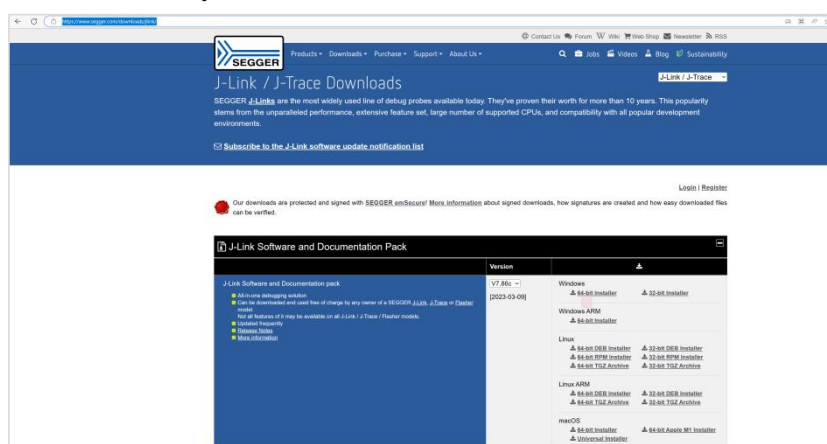 https://www.segger.com/downloads/jlink/
Contact Us Forum Wiki Web Shop Newsletter RSS
SEGGER
Products Downloads Purchase Support About Us
Jobs Videos Blog Sustainability
J-Link / J-Trace Downloads
J-Link / J-Trace
SEGGER J-Links are the most widely used line of debug probes available today. They've proven their worth for more than 10 years. This popularity
stems from the unparalleled performance, extensive feature set, large number of supported CPUs, and compatibility with all popular development
environments.
Subscribe to the J-Link software update notification list
Login | Register
Our downloads are protected and signed with SEGGER emSecure! More information about signed downloads, how signatures are created and how easy downloaded files
can be verified.
J-Link Software and Documentation Pack
Version
J-Link Software and Documentation pack
All-in-one debugging solution
Can be downloaded and used free of charge by any owner of a SEGGER J-Link, J-Trace or Flasher
model.
Not all features of it may be available on all J-Link / J-Trace / Flasher models.
Updated frequently
Release Notes
More information
V7.86c
[2023-03-09]
Windows
64-bit Installer 32-bit Installer
Windows ARM
64-bit Installer
Linux
64-bit DEB Installer 32-bit DEB Installer
64-bit RPM Installer 32-bit RPM Installer
64-bit TGZ Archive 32-bit TGZ Archive
Linux ARM
64-bit DEB Installer 32-bit DEB Installer
64-bit TGZ Archive 32-bit TGZ Archive
macOS
64-bit Installer 64-bit Apple M1 Installer
Universal Installer